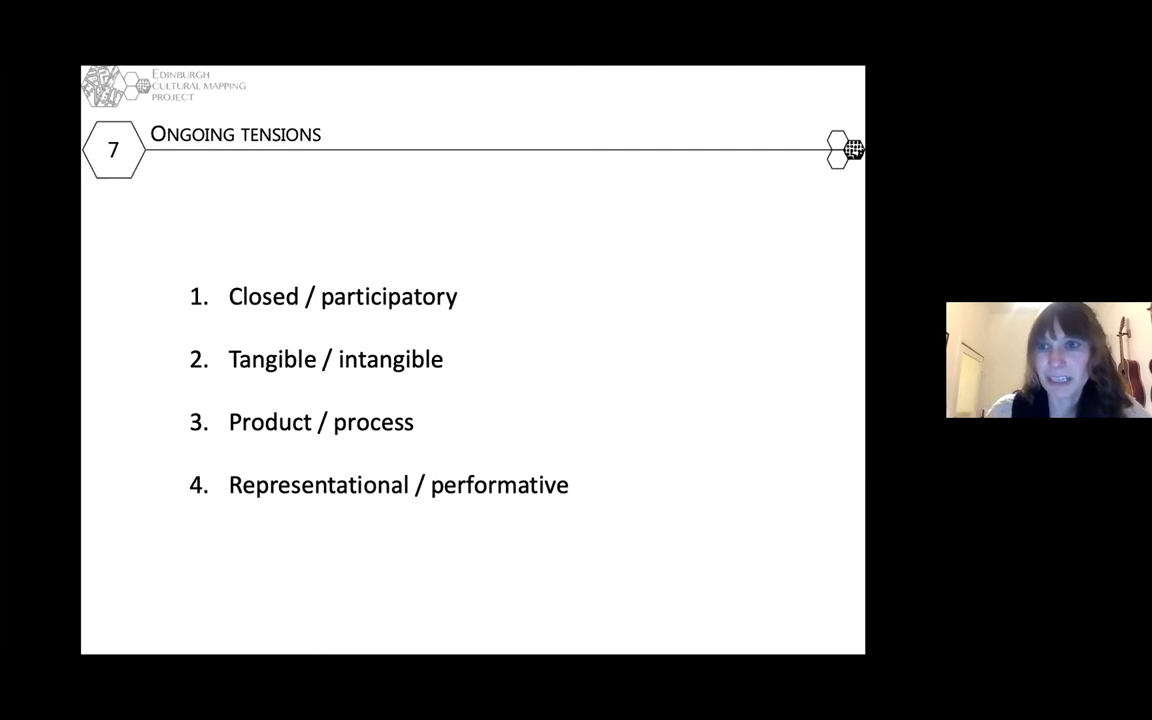 EDINBURGH
CULTURAL MAPPING
PROJECT
7
ONGOING TENSIONS
1. Closed / participatory
2. Tangible / intangible
3. Product / process
4. Representational / performative